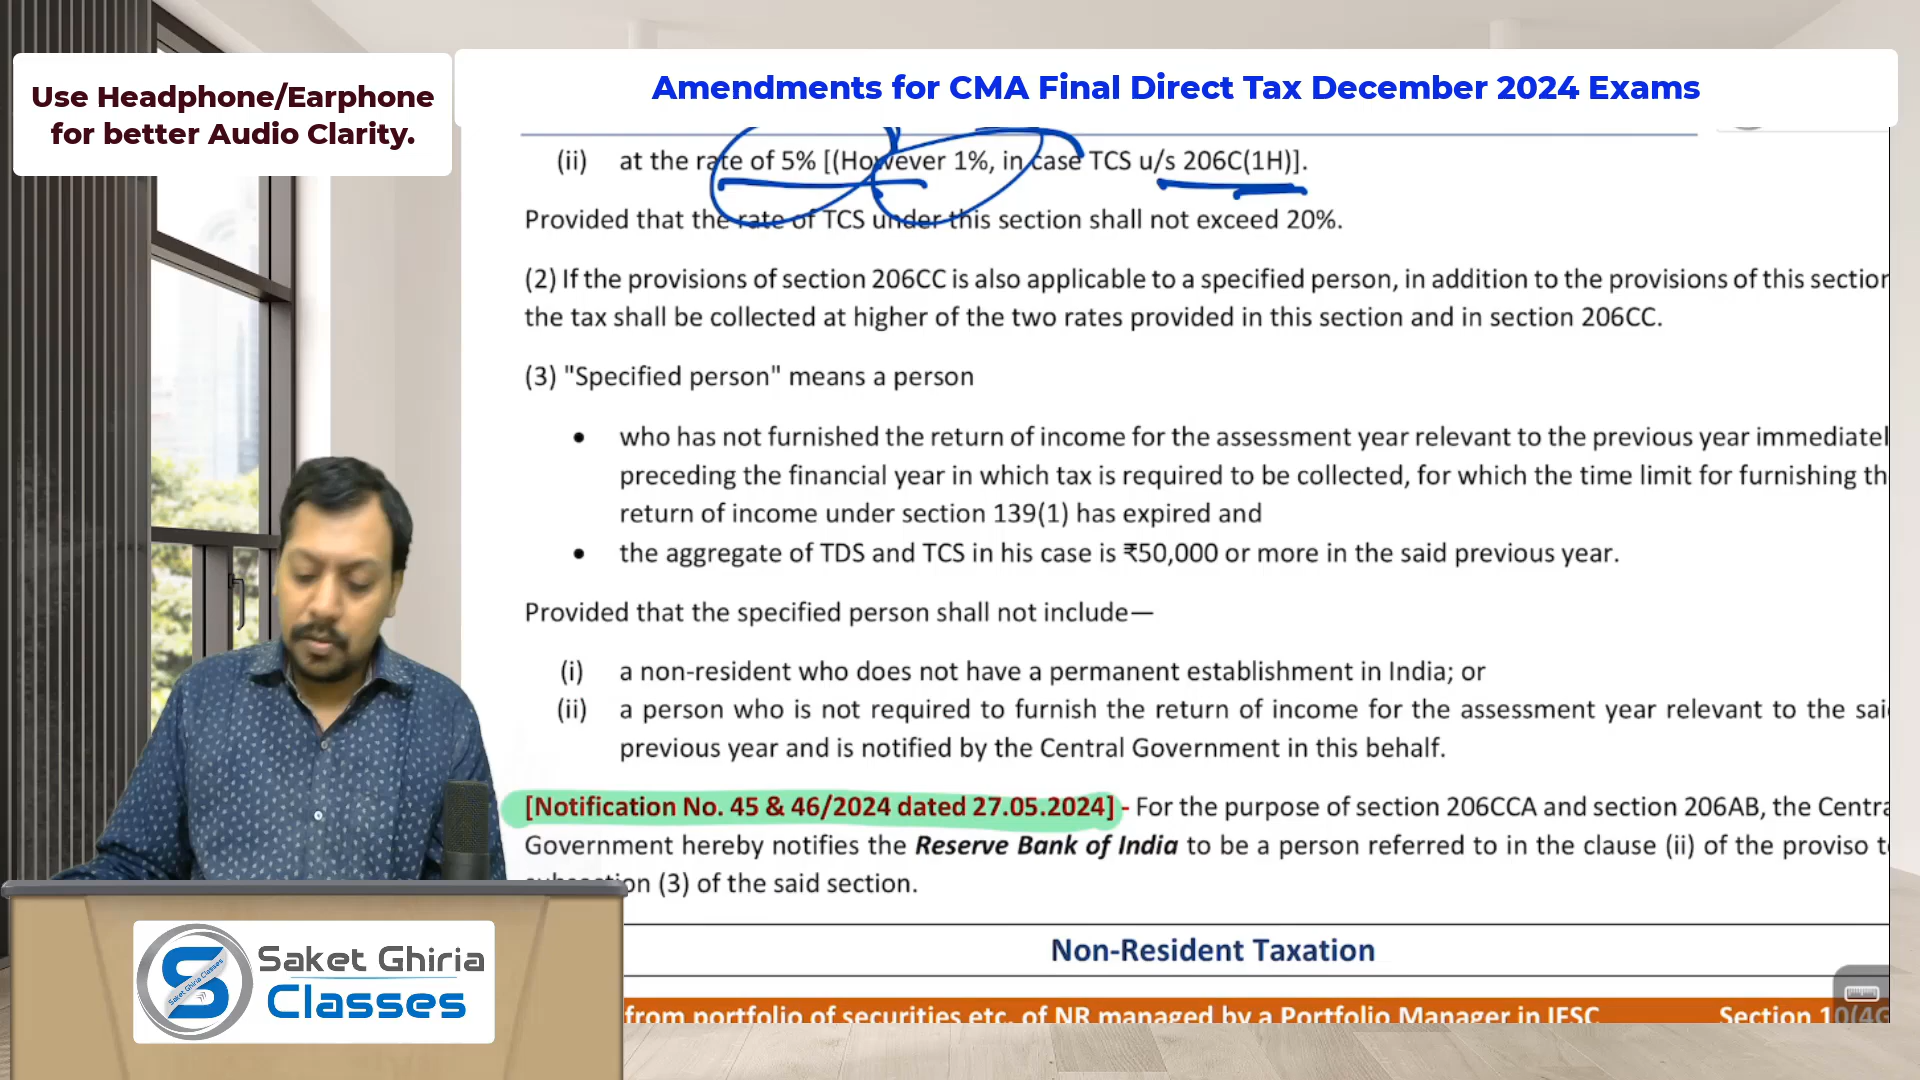 Use Headphone/Earphone
for better Audio Clarity.
Amendments for CMA Final Direct Tax December 2024 Exams
(ii) at the rate of 5% [(However 1%, in case TCS u/s 206C(1H)].
Provided that the rate of TCS under this section shall not exceed 20%.
(2) If the provisions of section 206CC is also applicable to a specified person, in addition to the provisions of this section
the tax shall be collected at higher of the two rates provided in this section and in section 206CC.
(3) "Specified person" means a person
• who has not furnished the return of income for the assessment year relevant to the previous year immediatel
preceding the financial year in which tax is required to be collected, for which the time limit for furnishing th
return of income under section 139(1) has expired and
• the aggregate of TDS and TCS in his case is ₹50,000 or more in the said previous year.
Provided that the specified person shall not include—
(i) a non-resident who does not have a permanent establishment in India; or
(ii) a person who is not required to furnish the return of income for the assessment year relevant to the sai
previous year and is notified by the Central Government in this behalf.
[Notification No. 45 & 46/2024 dated 27.05.2024] - For the purpose of section 206CCA and section 206AB, the Centra
Government hereby notifies the Reserve Bank of India to be a person referred to in the clause (ii) of the proviso t
(3) of the said section.
Non-Resident Taxation
from portfolio of securities etc. of NR managed by a Portfolio Manager in IFSC Section 10(4G
Saket Ghiria
Classes
Saket Ghiria Classes